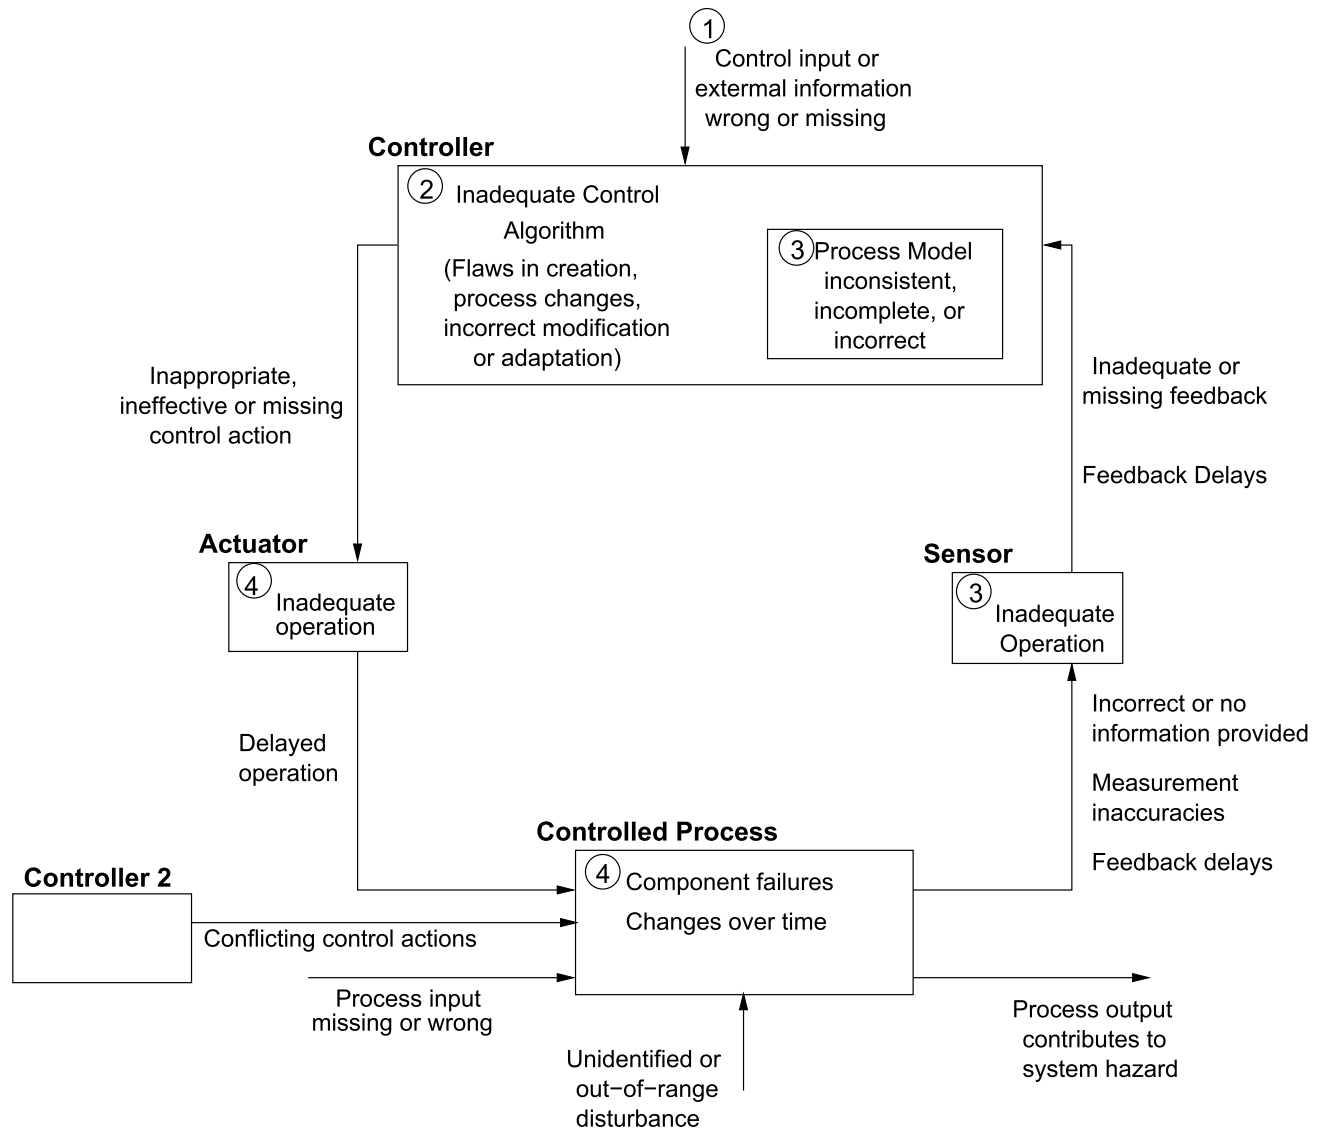 1
Control input or
extermal information
wrong or missing
Controller
2
Inadequate Control
Algorithm
(Flaws in creation,
process changes,
incorrect modification
or adaptation)
3
Process Model
inconsistent,
incomplete, or
incorrect
Inappropriate,
ineffective or missing
control action
Inadequate or
missing feedback
Feedback Delays
Actuator
4
Inadequate
operation
Sensor
3
Inadequate
Operation
Delayed
operation
Incorrect or no
information provided
Measurement
inaccuracies
Feedback delays
Controlled Process
4
Component failures
Changes over time
Controller 2
Conflicting control actions
Process input
missing or wrong
Unidentified or
out−of−range
disturbance
Process output
contributes to
system hazard